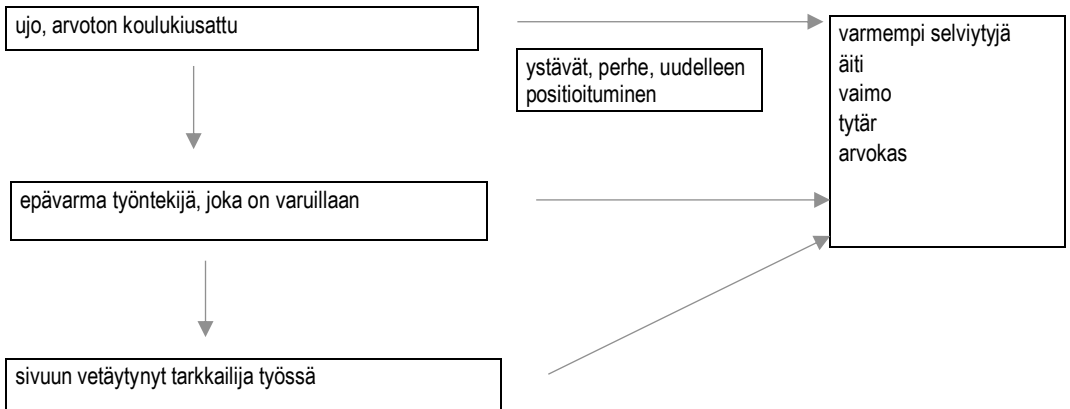 ujo, arvoton koulukiusattu
ystävät, perhe, uudelleen
positioituminen
varmempi selviytyjä
äiti
vaimo
tytär
arvokas
epävarma työntekijä, joka on varuillaan
sivuun vetäytynyt tarkkailija työssä